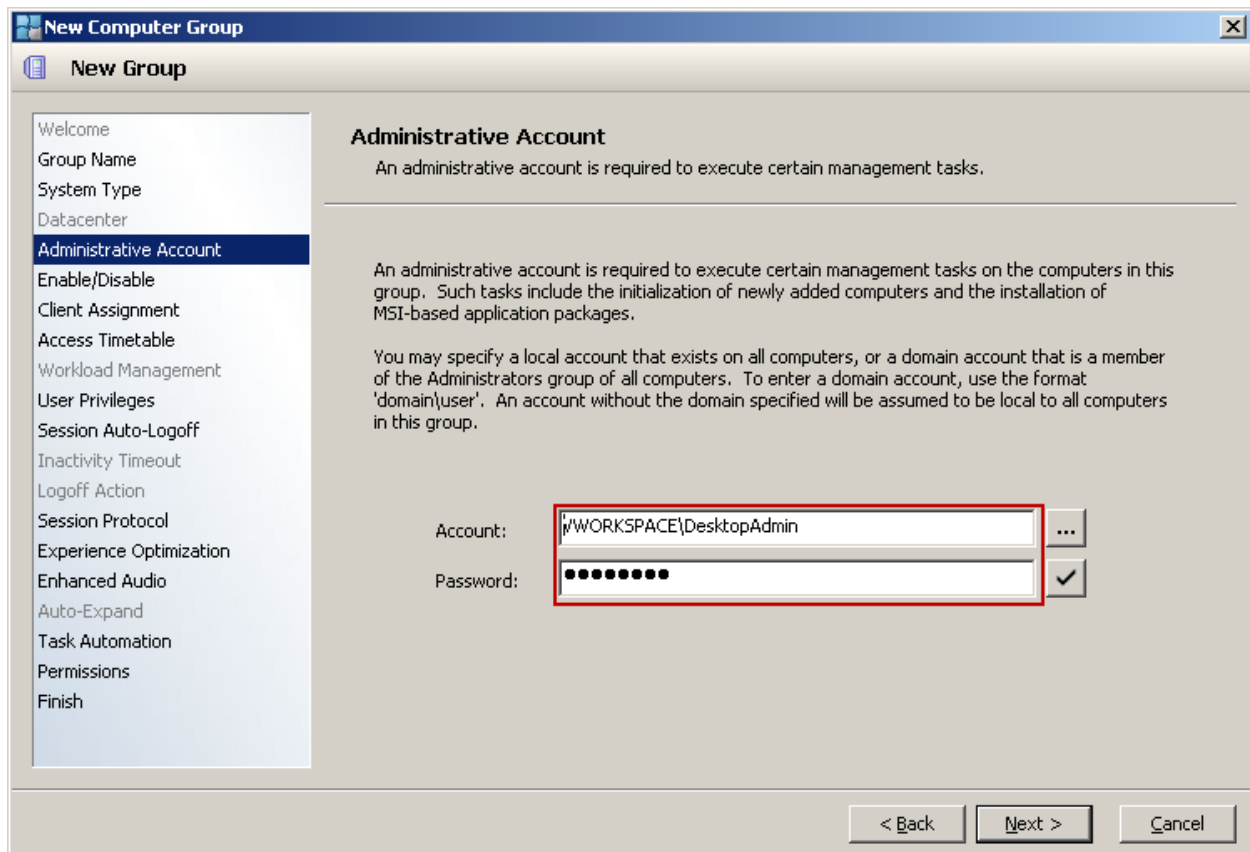 New Computer Group
New Group
Welcome
Group Name
System Type
Datacenter
Administrative Account
Enable/Disable
Client Assignment
Access Timetable
Workload Management
User Privileges
Session Auto-Logoff
Inactivity Timeout
Logoff Action
Session Protocol
Experience Optimization
Enhanced Audio
Auto-Expand
Task Automation
Permissions
Finish
Administrative Account
An administrative account is required to execute certain management tasks.
An administrative account is required to execute certain management tasks on the computers in this
group. Such tasks include the initialization of newly added computers and the installation of
MSI-based application packages.
You may specify a local account that exists on all computers, or a domain account that is a member
of the Administrators group of all computers. To enter a domain account, use the format
'domain\user'. An account without the domain specified will be assumed to be local to all computers
in this group.
Account: vWORKSPACE\DesktopAdmin ...
Password: ●●●●●●●●
< Back Next > Cancel